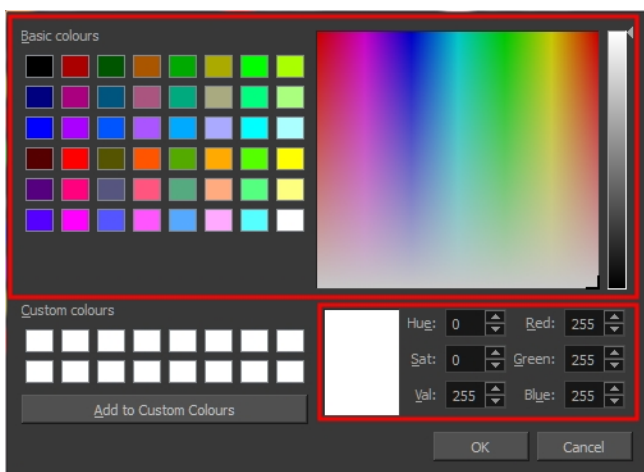 Basic colours
Custom colours
Add to Custom Colours
Hue: 0 Red: 255
Sat: 0 Green: 255
Val: 255 Blue: 255
OK Cancel